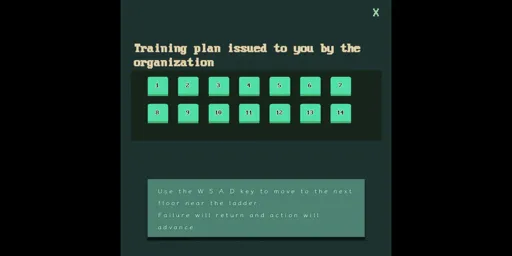 X
Training plan issued to you by the
organization
1 2 3 4 5 6 7
8 9 10 11 12 13 14
Use the W S A D key to move to the next
floor near the ladder
Failure will return and action will
advance